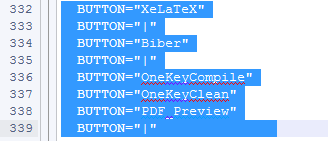 332 BUTTON="XeLaTeX"
333 BUTTON="|"
334 BUTTON="Biber"
335 BUTTON="|"
336 BUTTON="OneKeyCompile"
337 BUTTON="OneKeyClean"
338 BUTTON="PDF_Preview"
339 BUTTON="|"